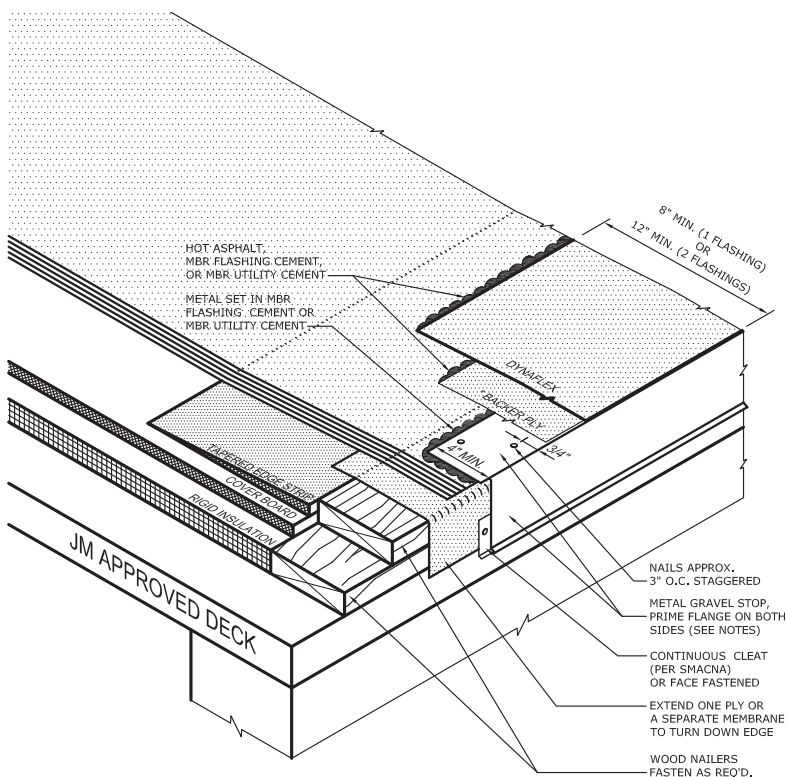 8" MIN. (1 FLASHING)
OR
12" MIN. (2 FLASHINGS)
HOT ASPHALT,
MBR FLASHING CEMENT,
OR MBR UTILITY CEMENT
METAL SET IN MBR
FLASHING CEMENT OR
MBR UTILITY CEMENT
DYNAFLEX
BACKER PLY
3/4"
4" MIN.
TAPERED EDGE STRIP
COVER BOARD
RIGID INSULATION
JM APPROVED DECK
NAILS APPROX.
3" O.C. STAGGERED
METAL GRAVEL STOP,
PRIME FLANGE ON BOTH
SIDES (SEE NOTES)
CONTINUOUS CLEAT
(PER SMACNA)
OR FACE FASTENED
EXTEND ONE PLY OR
A SEPARATE MEMBRANE
TO TURN DOWN EDGE
WOOD NAILERS
FASTEN AS REQ'D.